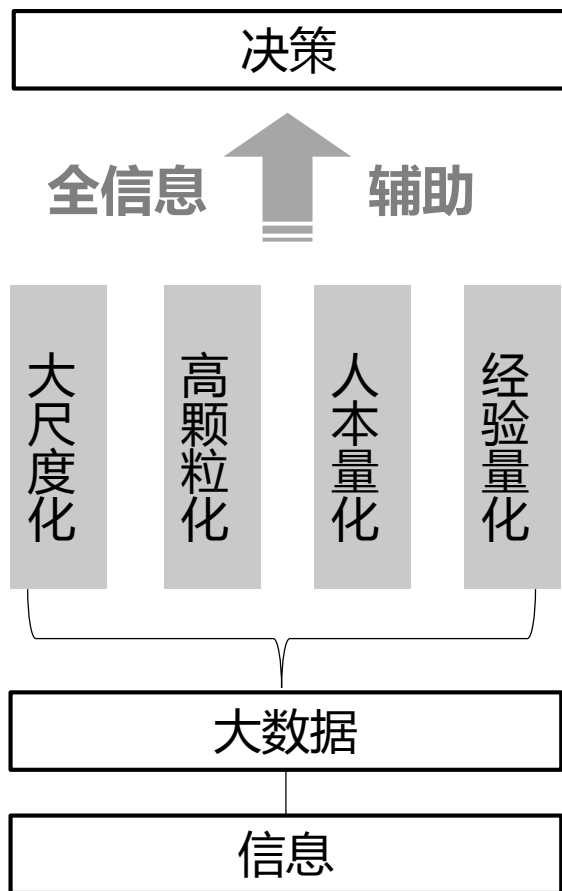 决策
全信息 辅助
大尺度化
高颗粒化
人本量化
经验量化
大数据
信息